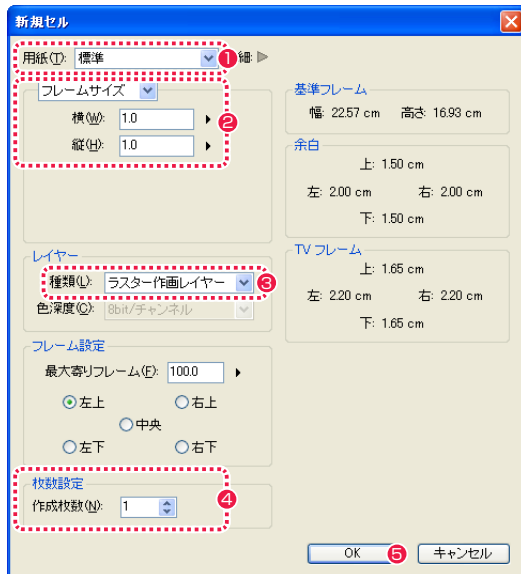 新規セル
用紙(T): 標準 1 細
フレームサイズ 2
横(W): 1.0
縦(H): 1.0
レイヤー
種類(L): ラスター作画レイヤー 3
色深度(C): 8bit/チャンネル
フレーム設定
最大寄りフレーム(F): 100.0
左上 右上
中央
左下 右下
枚数設定
作成枚数(N): 1 4
基準フレーム
幅: 22.57 cm 高さ: 16.93 cm
余白
上: 1.50 cm
左: 2.00 cm 右: 2.00 cm
下: 1.50 cm
TV フレーム
上: 1.65 cm
左: 2.20 cm 右: 2.20 cm
下: 1.65 cm
OK 5 キャンセル